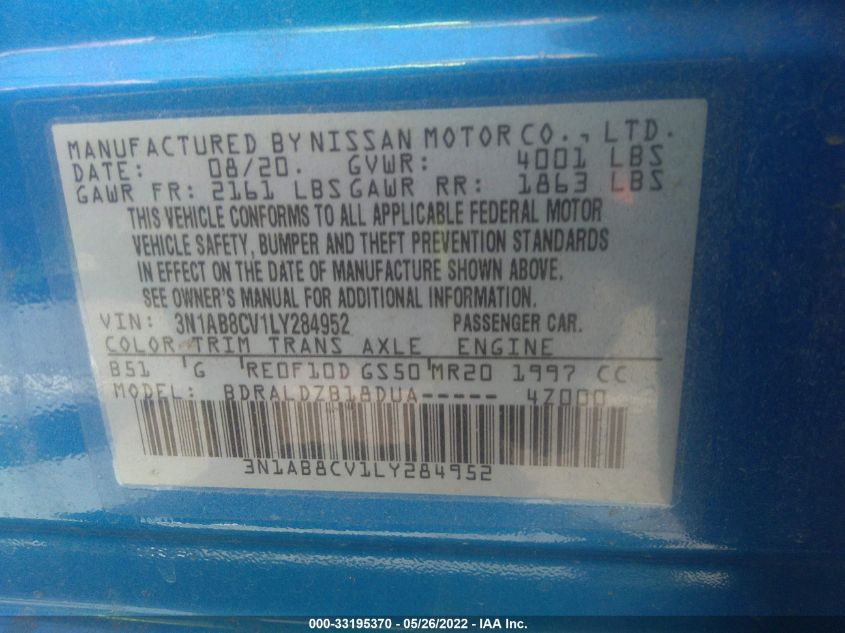 MANUFACTURED BY NISSAN MOTOR CO., LTD.
DATE: 08/20. GVWR: 4001 LBS
GAWR FR: 2161 LBS GAWR RR: 1863 LBS
THIS VEHICLE CONFORMS TO ALL APPLICABLE FEDERAL MOTOR
VEHICLE SAFETY, BUMPER AND THEFT PREVENTION STANDARDS
IN EFFECT ON THE DATE OF MANUFACTURE SHOWN ABOVE.
SEE OWNER'S MANUAL FOR ADDITIONAL INFORMATION.
VIN: 3N1AB8CV1LY284952 PASSENGER CAR.
COLOR TRIM TRANS AXLE ENGINE
B51 G RE0F10D GS50 MR20 1997 CC
MODEL: BDRALDZB18DUA----- 4Z000
3N1AB8CV1LY284952
000-33195370 - 05/26/2022 - IAA Inc.